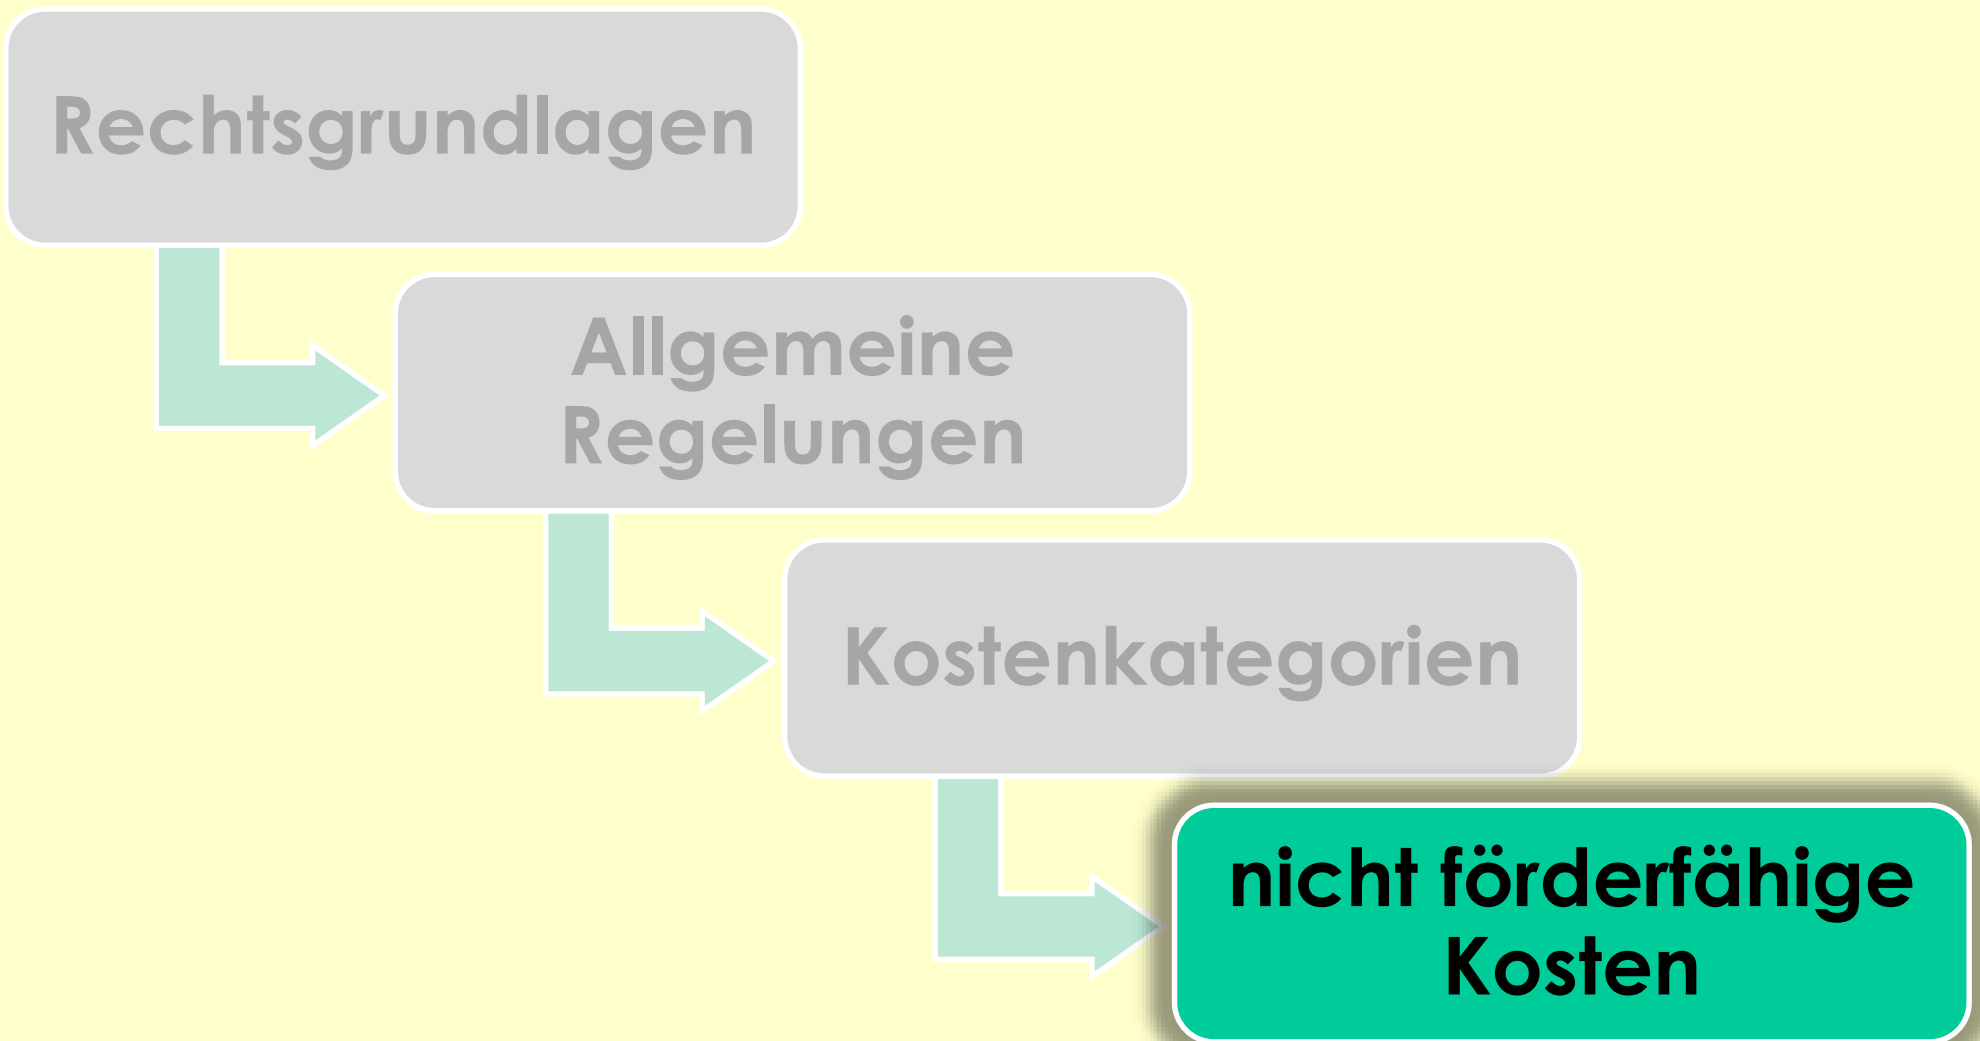 Rechtsgrundlagen
Allgemeine
Regelungen
Kostenkategorien
nicht förderfähige
Kosten